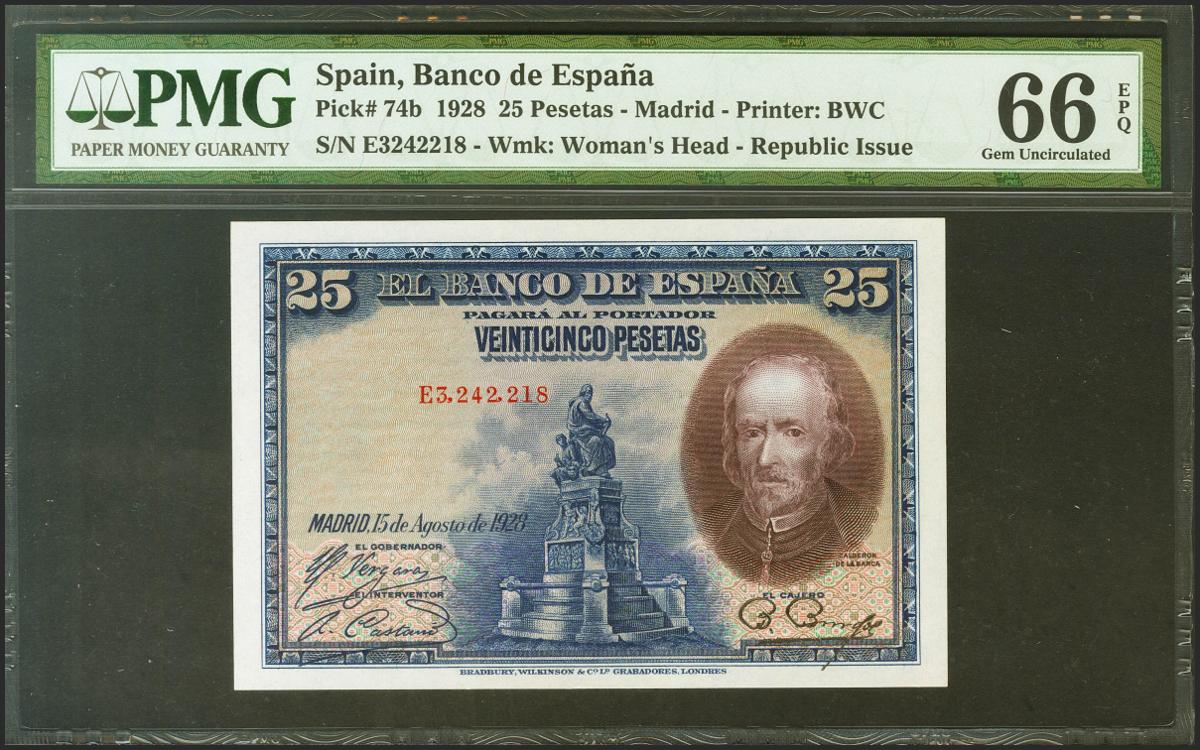 PMG
PAPER MONEY GUARANTY
Spain, Banco de España
Pick# 74b 1928 25 Pesetas - Madrid - Printer: BWC
S/N E3242218 - Wmk: Woman's Head - Republic Issue
66
EPQ
Gem Uncirculated
25 EL BANCO DE ESPAÑA 25
PAGARÁ AL PORTADOR
VEINTICINCO PESETAS
E3,242,218
MADRID, 15 de Agosto de 1928
EL GOBERNADOR
Vergara
EL INTERVENTOR
CALDERON
DE LA BARCA
EL CAJERO
BRADBURY, WILKINSON & Cº Lº GRABADORES, LONDRES